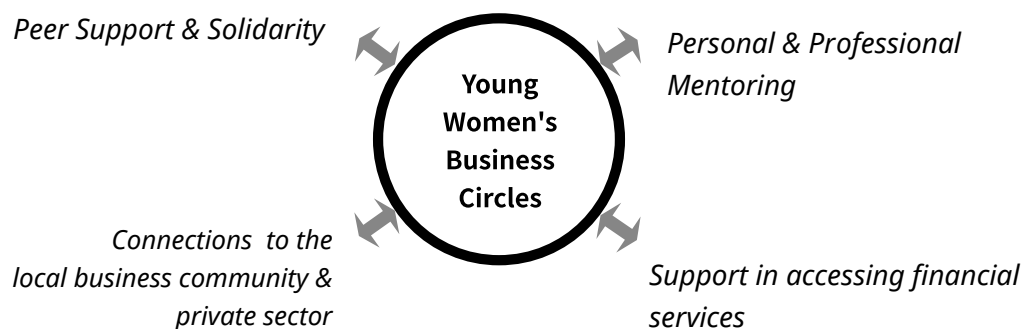 Peer Support & Solidarity
Personal & Professional
Mentoring
Young
Women's
Business
Circles
Connections to the
local business community &
private sector
Support in accessing financial
services